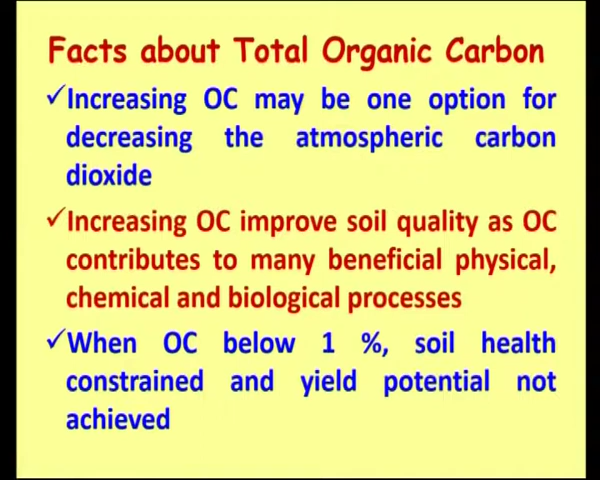 Facts about Total Organic Carbon
✓Increasing OC may be one option for
decreasing the atmospheric carbon
dioxide
✓Increasing OC improve soil quality as OC
contributes to many beneficial physical,
chemical and biological processes
✓When OC below 1 %, soil health
constrained and yield potential not
achieved